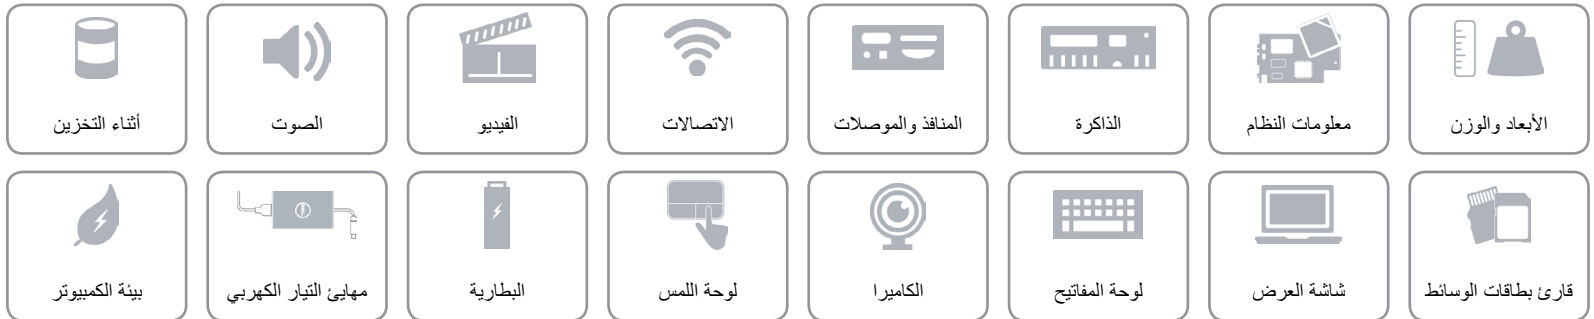 الأبعاد والوزن
معلومات النظام
الذاكرة
المنافذ والموصلات
الاتصالات
الفيديو
الصوت
أثناء التخزين
قارئ بطاقات الوسائط
شاشة العرض
لوحة المفاتيح
الكاميرا
لوحة اللمس
البطارية
مهايئ التيار الكهربي
بيئة الكمبيوتر